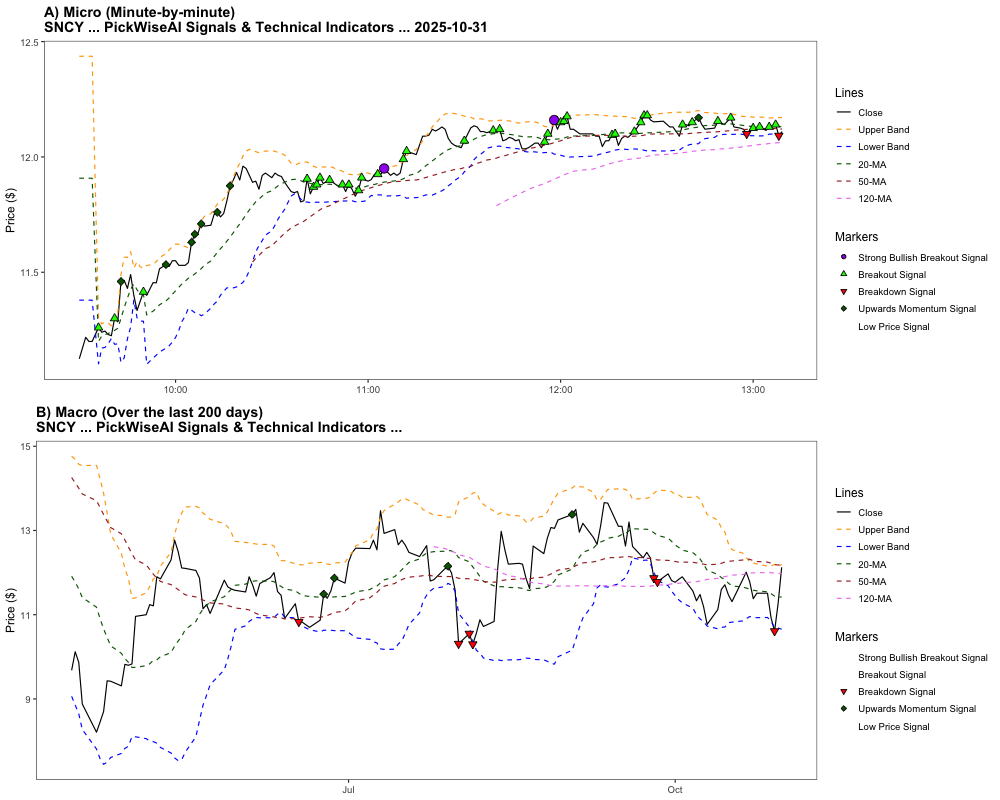 A) Micro (Minute-by-minute)
SNCY ... PickWiseAI Signals & Technical Indicators ... 2025-10-31
12.5
12.0
11.5
Price ($)
10:00
11:00
12:00
13:00
Lines
Close
Upper Band
Lower Band
20-MA
50-MA
120-MA
Markers
Strong Bullish Breakout Signal
Breakout Signal
Breakdown Signal
Upwards Momentum Signal
Low Price Signal
B) Macro (Over the last 200 days)
SNCY ... PickWiseAI Signals & Technical Indicators ...
15
13
11
9
Price ($)
Jul
Oct
Lines
Close
Upper Band
Lower Band
20-MA
50-MA
120-MA
Markers
Strong Bullish Breakout Signal
Breakout Signal
Breakdown Signal
Upwards Momentum Signal
Low Price Signal